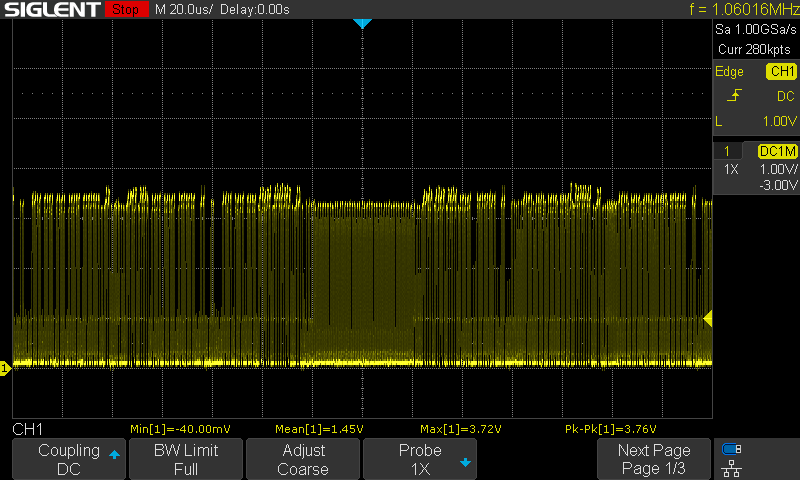 SIGLENT Stop M 20.0us/ Delay:0.00s f = 1.06016MHz
Sa 1.00GSa/s
Curr 280kpts
Edge CH1
DC
L 1.00V
1 DC1M
1X 1.00V/
-3.00V
1
CH1 Min[1]=-40.00mV Mean[1]=1.45V Max[1]=3.72V Pk-Pk[1]=3.76V
Coupling BW Limit Adjust Probe Next Page
DC Full Coarse 1X Page 1/3